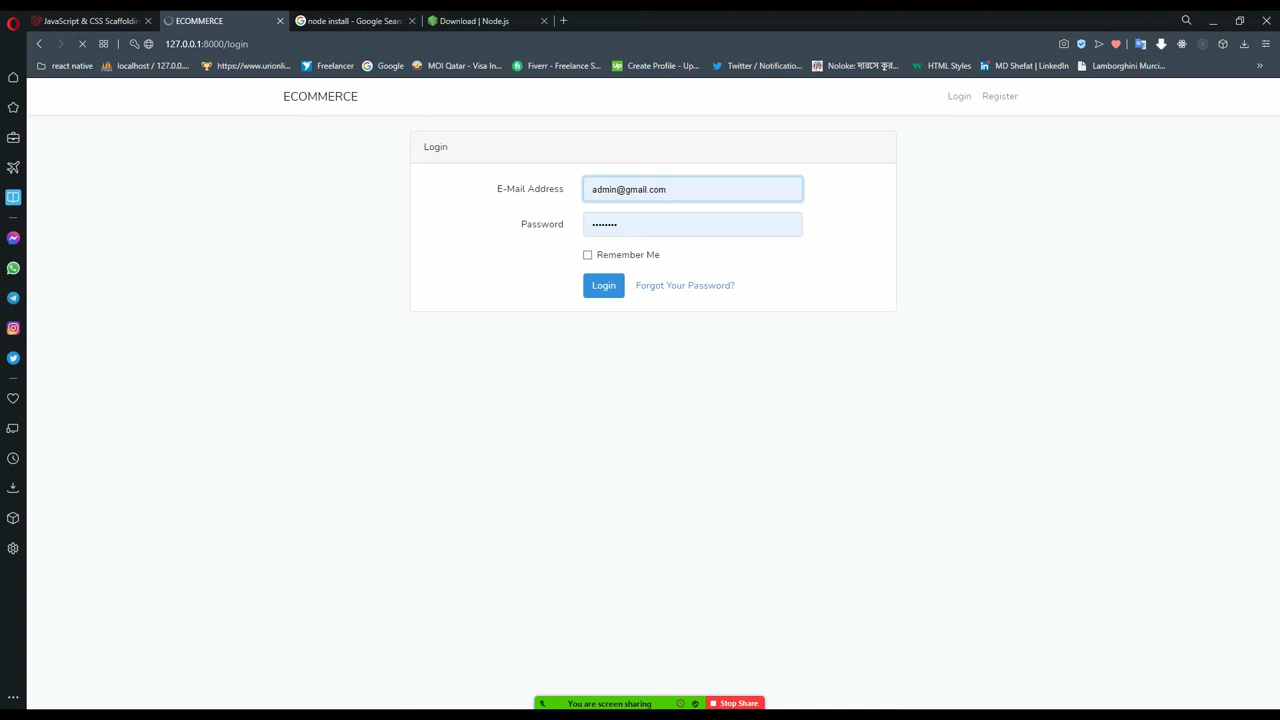 JavaScript & CSS Scaffolding
ECOMMERCE
node install - Google Searc
Download | Node.js
127.0.0.1:8000/login
react native
localhost / 127.0.0....
https://www.urionli...
Freelancer
Google
MOI Qatar - Visa In...
Fiverr - Freelance S...
Create Profile - Up...
Twitter / Notificatio...
Noloke: দারসে কুর...
HTML Styles
MD Shefat | LinkedIn
Lamborghini Murci...
ECOMMERCE
Login
Register
Login
E-Mail Address
admin@gmail.com
Password
••••••••
Remember Me
Login
Forgot Your Password?
You are screen sharing
Stop Share